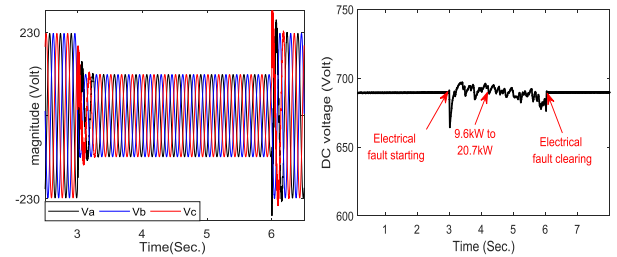 magnitude (Volt)
230
-230
3
4
5
6
Va
Vb
Vc
Time(Sec.)
DC voltage (Volt)
750
700
650
600
Electrical
fault starting
9.6kW to
20.7kW
Electrical
fault clearing
1
2
3
4
5
6
7
Time (Sec.)